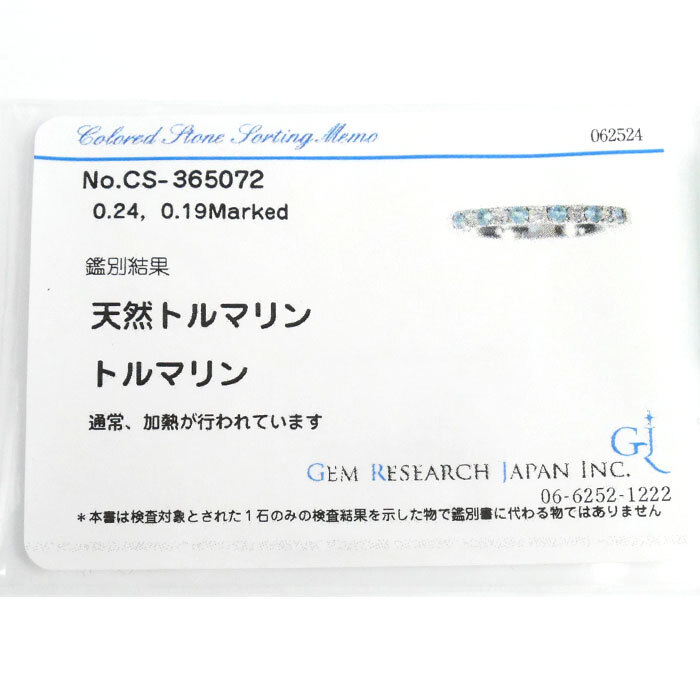 Colored Stone Sorting Memo
062524
No.CS-365072
0.24, 0.19Marked
鑑別結果
天然トルマリン
トルマリン
通常、加熱が行われています
GJ
GEM RESEARCH JAPAN INC.
06-6252-1222
*本書は検査対象とされた1石のみの検査結果を示した物で鑑別書に代わる物てはありません